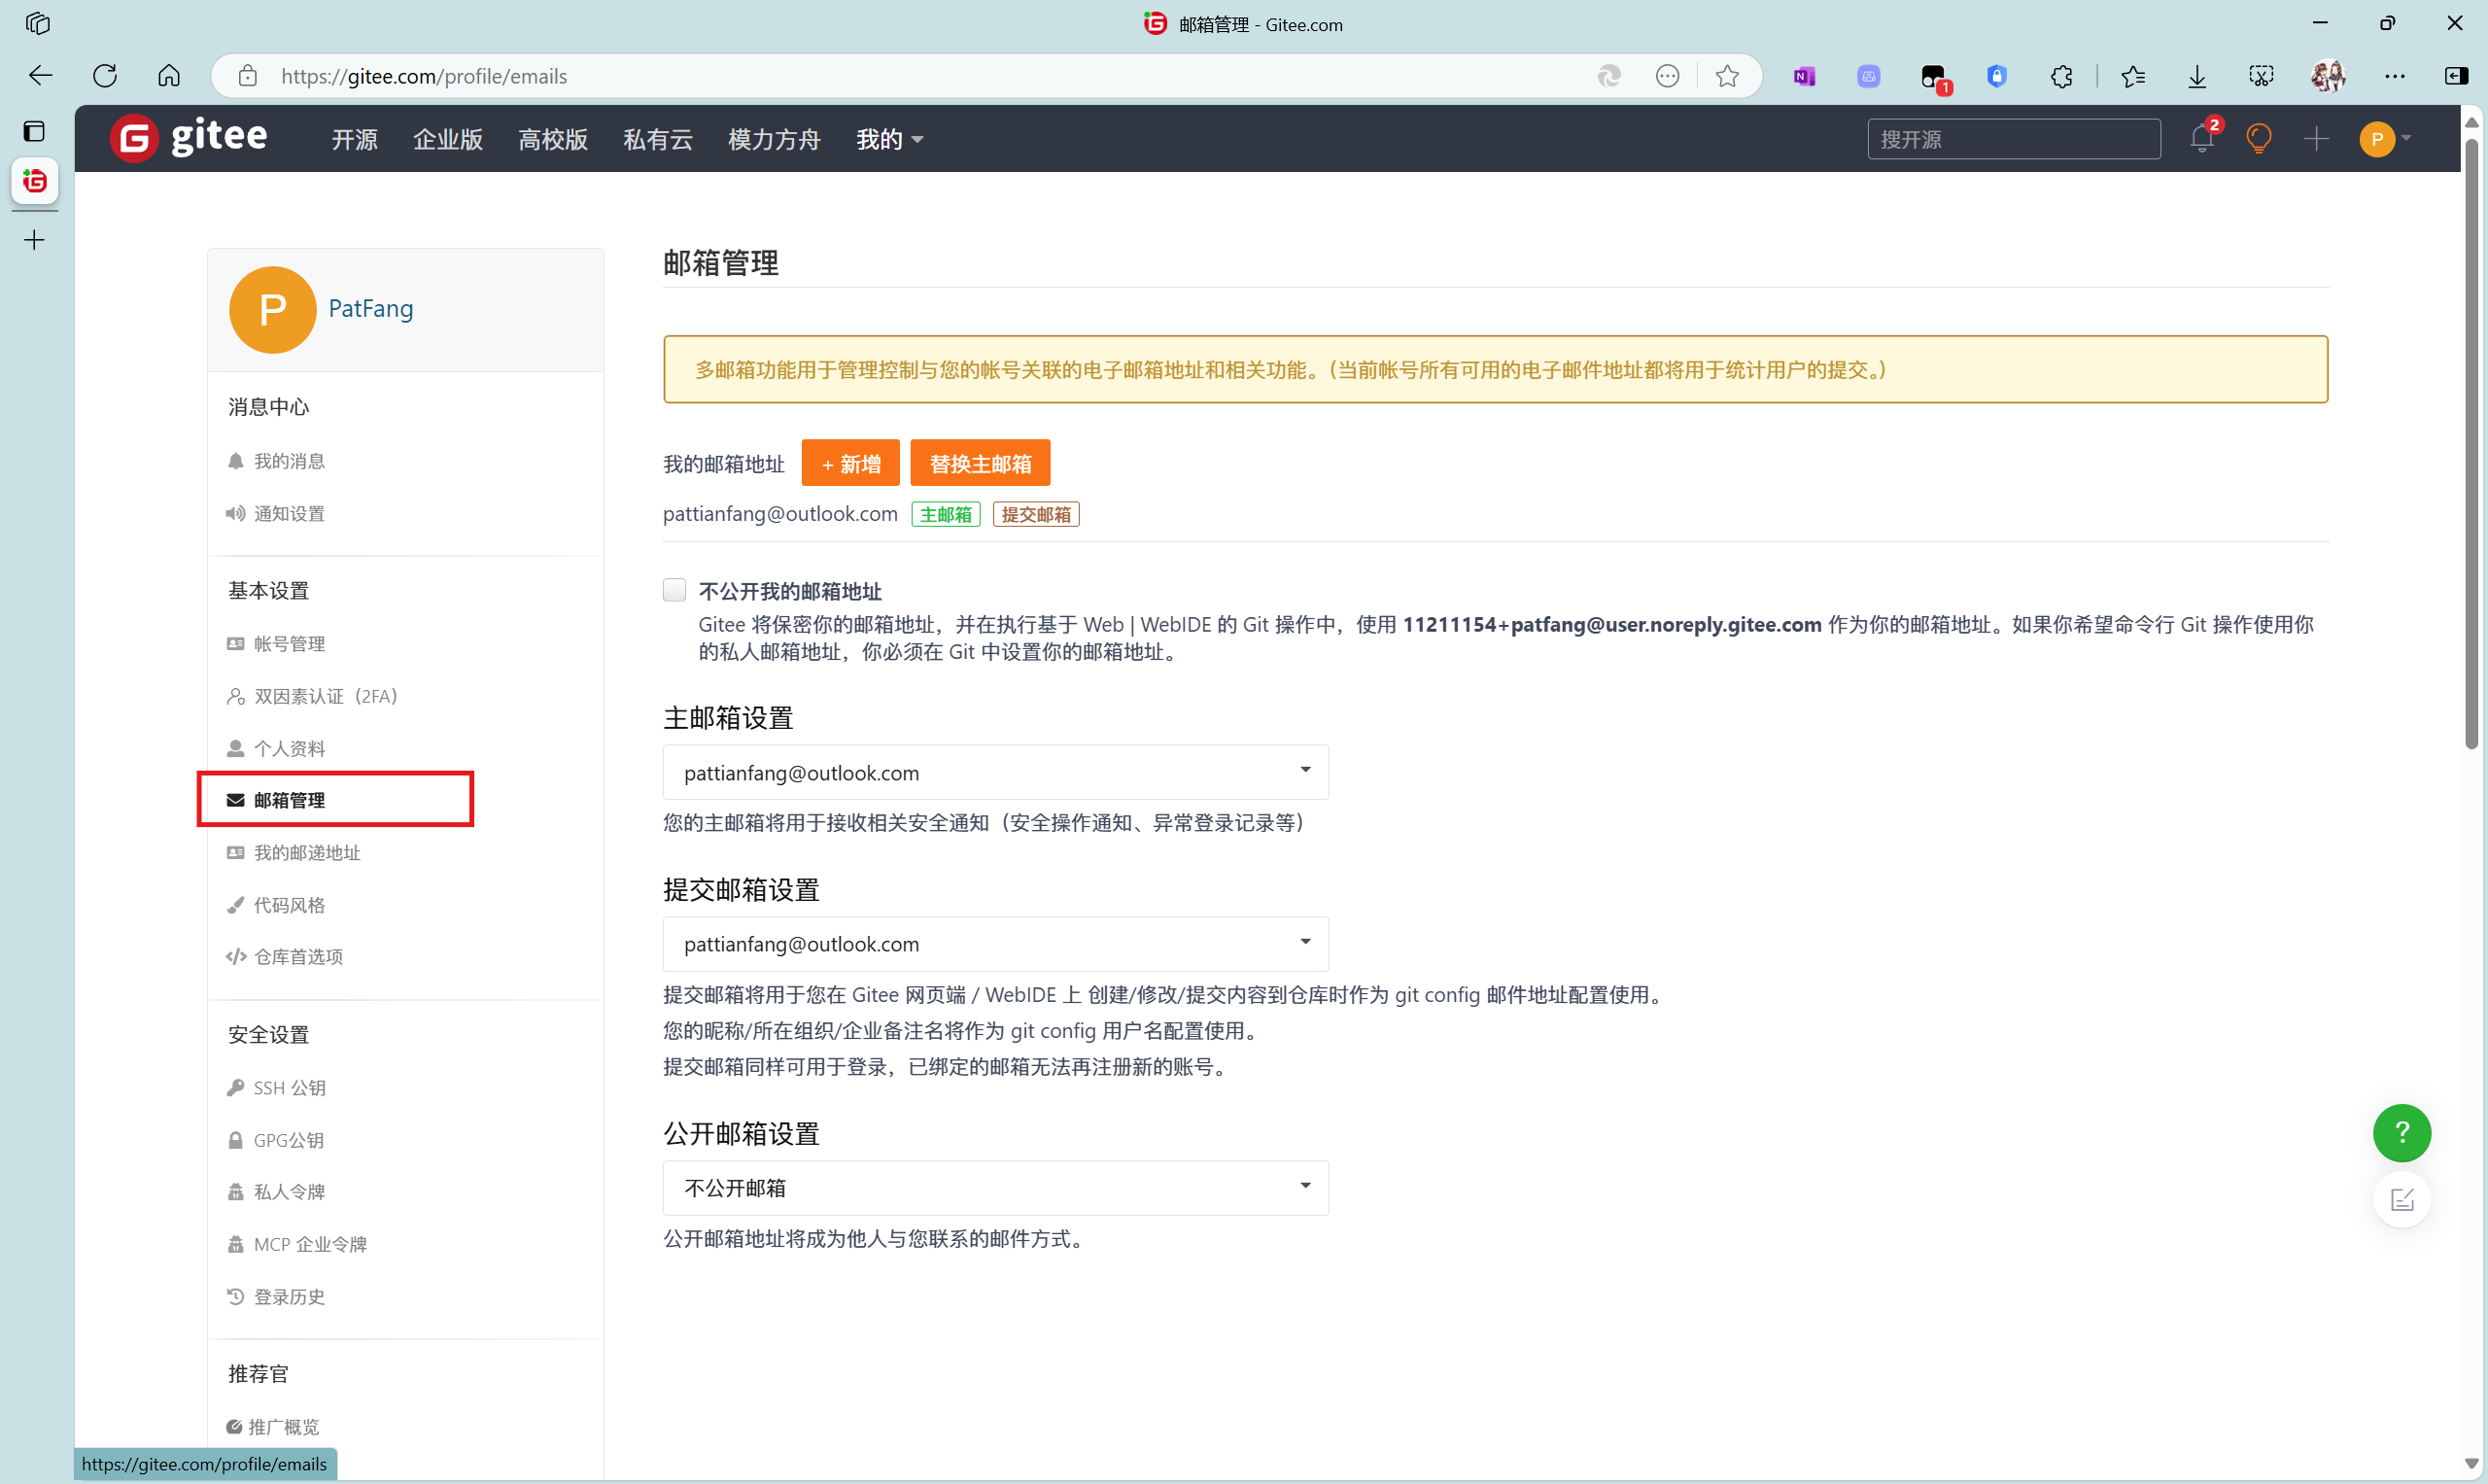 邮箱管理 - Gitee.com
https://gitee.com/profile/emails
1
gitee
开源 企业版 高校版 私有云 模力方舟 我的
搜开源
2
P
P
PatFang
消息中心
我的消息
通知设置
基本设置
帐号管理
双因素认证（2FA）
个人资料
邮箱管理
我的邮递地址
代码风格
仓库首选项
安全设置
SSH 公钥
GPG公钥
私人令牌
MCP 企业令牌
登录历史
推荐官
推广概览
邮箱管理
多邮箱功能用于管理控制与您的帐号关联的电子邮箱地址和相关功能。（当前帐号所有可用的电子邮件地址都将用于统计用户的提交。）
我的邮箱地址 + 新增 替换主邮箱
pattianfang@outlook.com 主邮箱 提交邮箱
不公开我的邮箱地址
Gitee 将保密你的邮箱地址，并在执行基于 Web | WebIDE 的 Git 操作中，使用 11211154+patfang@user.noreply.gitee.com 作为你的邮箱地址。如果你希望命令行 Git 操作使用你
的私人邮箱地址，你必须在 Git 中设置你的邮箱地址。
主邮箱设置
pattianfang@outlook.com
您的主邮箱将用于接收相关安全通知（安全操作通知、异常登录记录等）
提交邮箱设置
pattianfang@outlook.com
提交邮箱将用于您在 Gitee 网页端 / WebIDE 上 创建/修改/提交内容到仓库时作为 git config 邮件地址配置使用。
您的昵称/所在组织/企业备注名将作为 git config 用户名配置使用。
提交邮箱同样可用于登录，已绑定的邮箱无法再注册新的账号。
公开邮箱设置
不公开邮箱
公开邮箱地址将成为他人与您联系的邮件方式。
?
https://gitee.com/profile/emails